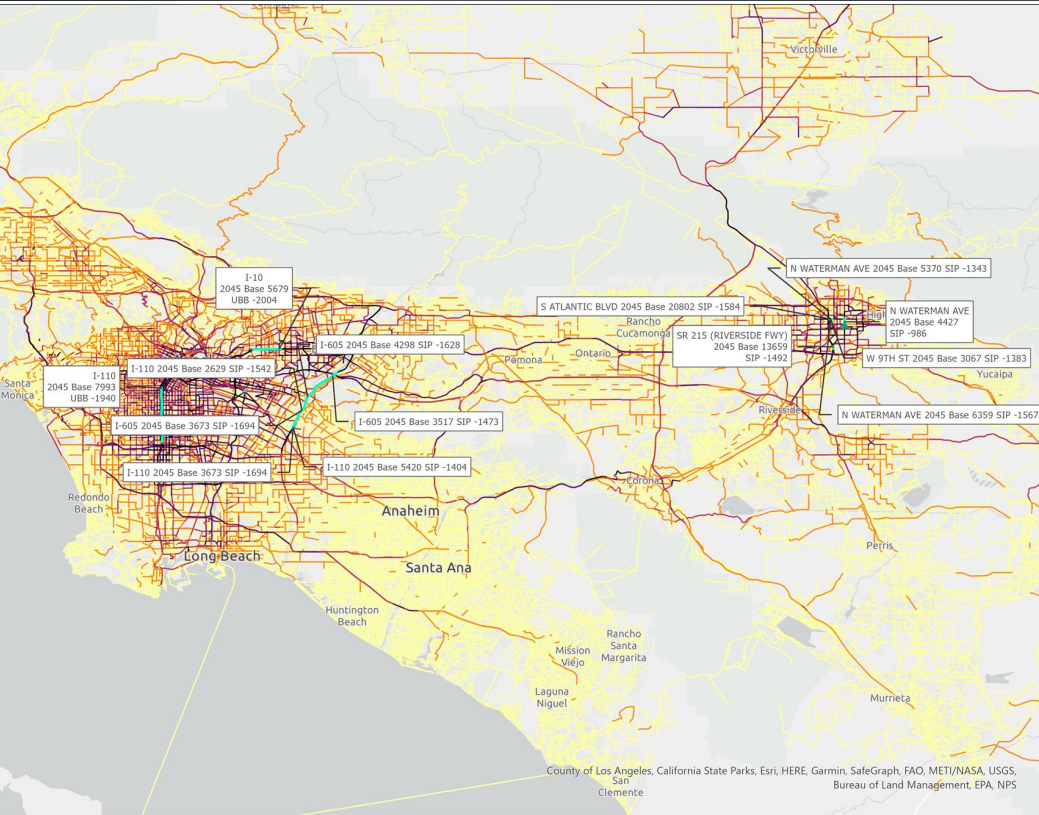 Victorville
N WATERMAN AVE 2045 Base 5370 SIP -1343
I-10
2045 Base 5679
UBB -2004
S ATLANTIC BLVD 2045 Base 20802 SIP -1584
N WATERMAN AVE
2045 Base 4427
SIP -986
High
Rancho
Cucamonga
SR 215 (RIVERSIDE FWY)
2045 Base 13659
SIP -1492
I-605 2045 Base 4298 SIP -1628
Ontario
Pomona
W 9TH ST 2045 Base 3067 SIP -1383
Yucaipa
I-110 2045 Base 2629 SIP -1542
I-110
2045 Base 7993
UBB -1940
Santa
Monica
Riverside
N WATERMAN AVE 2045 Base 6359 SIP -1567
I-605 2045 Base 3517 SIP -1473
I-605 2045 Base 3673 SIP -1694
I-110 2045 Base 5420 SIP -1404
I-110 2045 Base 3673 SIP -1694
Corona
Redondo
Beach
Anaheim
Perris
Long Beach
Santa Ana
Huntington
Beach
Rancho
Santa
Margarita
Mission
Viejo
Laguna
Niguel
Murrieta
County of Los Angeles, California State Parks, Esri, HERE, Garmin, SafeGraph, FAO, METI/NASA, USGS,
Bureau of Land Management, EPA, NPS
San
Clemente